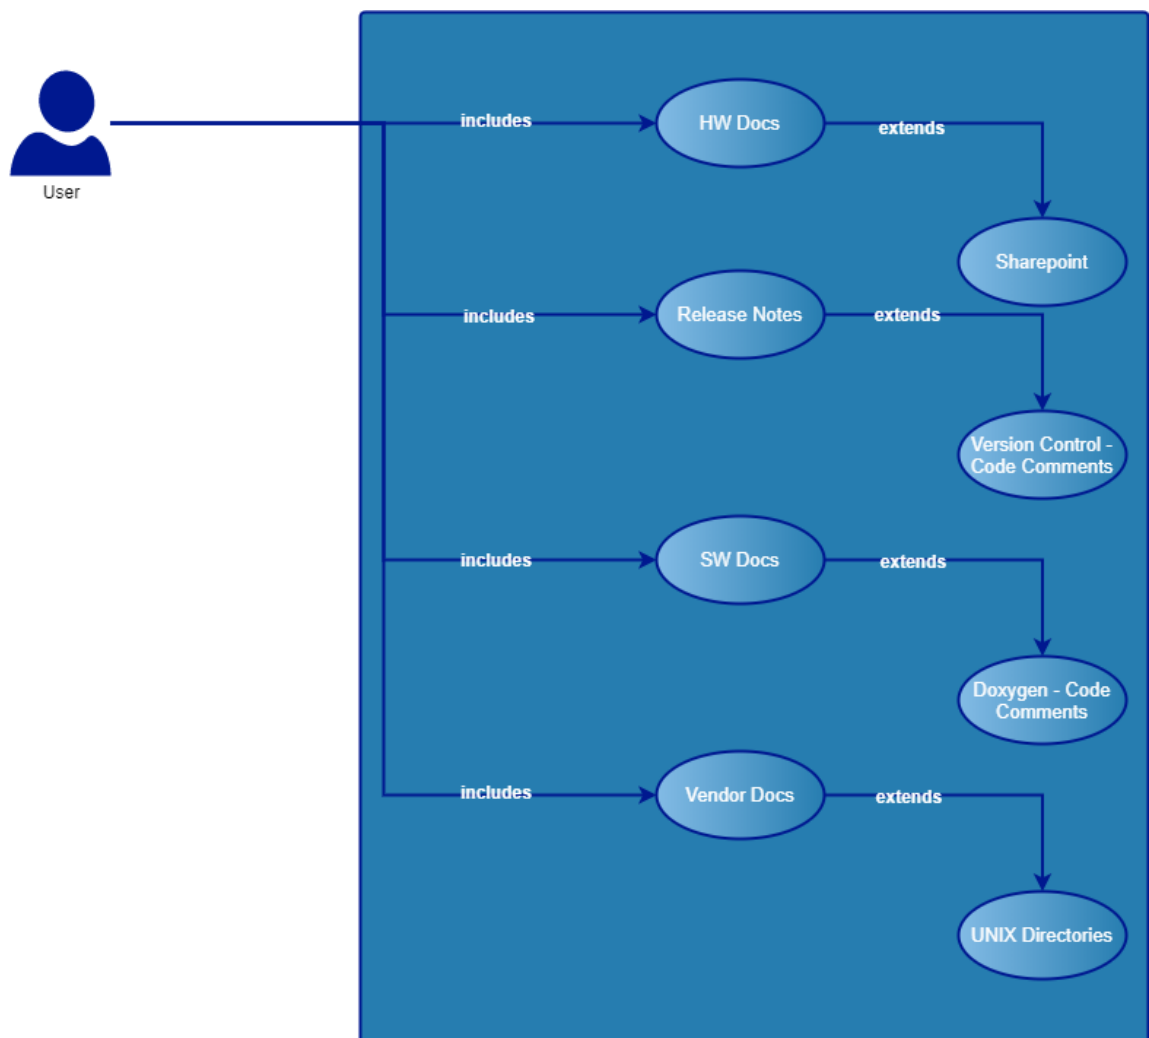 User
includes
HW Docs
extends
Sharepoint
includes
Release Notes
extends
Version Control -
Code Comments
includes
SW Docs
extends
Doxygen - Code
Comments
includes
Vendor Docs
extends
UNIX Directories